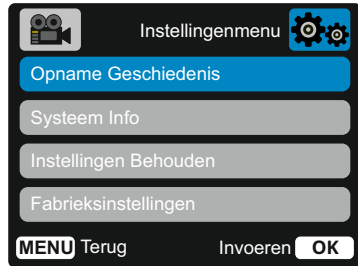 Instellingenmenu
Opname Geschiedenis
Systeem Info
Instellingen Behouden
Fabrieksinstellingen
MENU Terug Invoeren OK